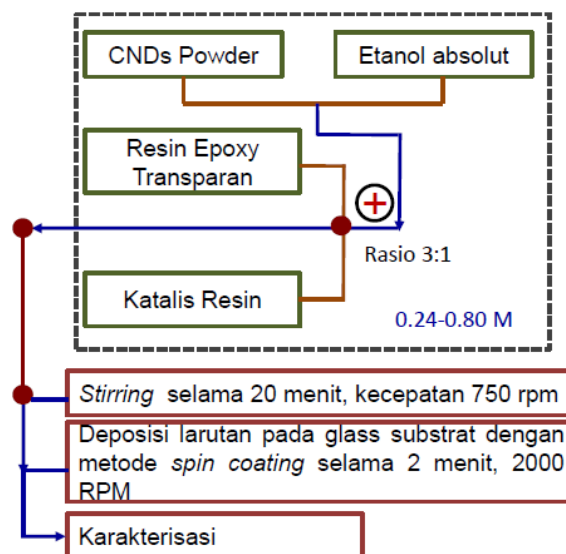 CNDs Powder
Etanol absolut
Resin Epoxy
Transparan
Rasio 3:1
Katalis Resin
0.24-0.80 M
Stirring selama 20 menit, kecepatan 750 rpm
Deposisi larutan pada glass substrat dengan
metode spin coating selama 2 menit, 2000
RPM
Karakterisasi